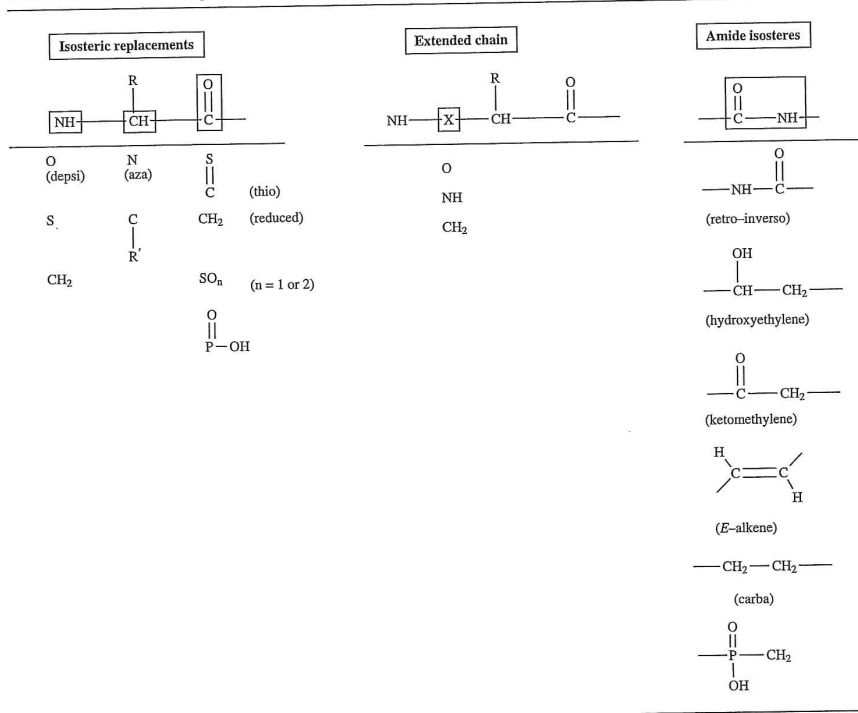 Isosteric replacements
R
O
NH CH C
O N S
(depsi) (aza)
C (thio)
S C CH₂ (reduced)
R'
CH₂ SOₙ (n = 1 or 2)
O
P—OH
Extended chain
R O
NH X CH C
O
NH
CH₂
Amide isosteres
O
C NH
O
NH C
(retro–inverso)
OH
CH CH₂
(hydroxyethylene)
O
C CH₂
(ketomethylene)
H
C C
H
(E–alkene)
CH₂ CH₂
(carba)
O
P CH₂
OH